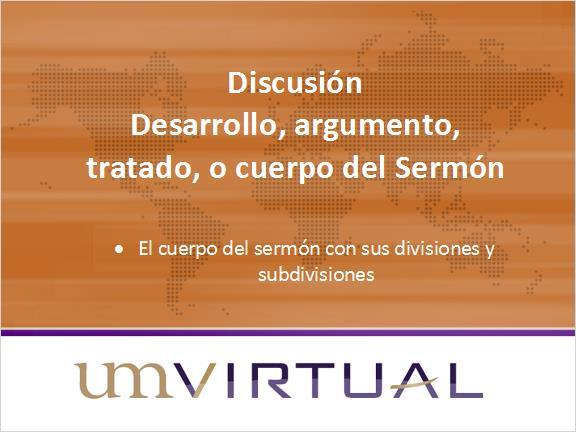 Discusión
Desarrollo, argumento,
tratado, o cuerpo del Sermón
• El cuerpo del sermón con sus divisiones y
subdivisiones
umVIRTUAL